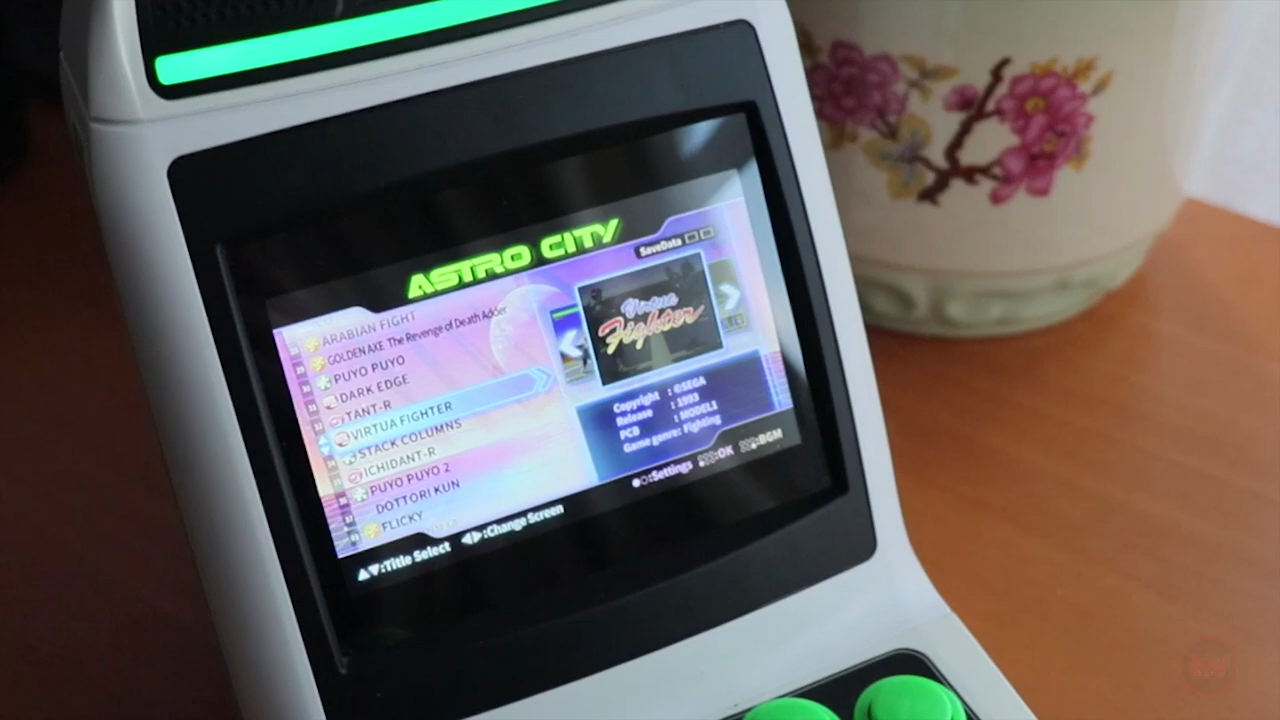 ASTRO CITY
SaveData
ARABIAN FIGHT
GOLDEN AXE The Revenge of Death Adder
PUYO PUYO
DARK EDGE
TANT-R
VIRTUA FIGHTER
STACK COLUMNS
ICHIDANT-R
PUYO PUYO 2
DOTTORI KUN
FLICKY
Virtua
Fighter
Copyright : ©SEGA
Release : 1993
PCB : MODEL1
Game genre: Fighting
▲▼:Title Select ◀▶:Change Screen
:Settings :OK :BGM